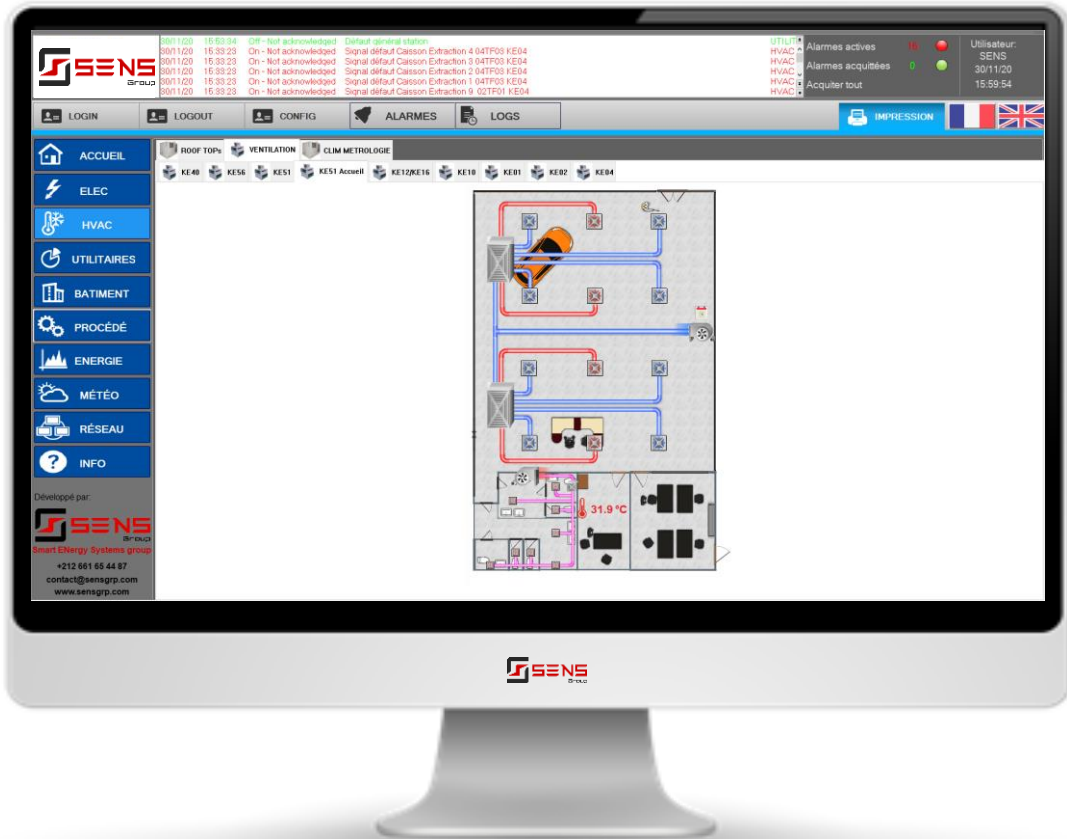 SENS
Group
30/11/20 15:53:34 Off - Not acknowledged Défaut général station UTILIT
30/11/20 15:33:23 On - Not acknowledged Signal défaut Caisson Extraction 4 04TF03 KE04 HVAC
30/11/20 15:33:23 On - Not acknowledged Signal défaut Caisson Extraction 3 04TF03 KE04 HVAC
30/11/20 15:33:23 On - Not acknowledged Signal défaut Caisson Extraction 2 04TF03 KE04 HVAC
30/11/20 15:33:23 On - Not acknowledged Signal défaut Caisson Extraction 1 04TF03 KE04 HVAC
30/11/20 15:33:23 On - Not acknowledged Signal défaut Caisson Extraction 9 02TF01 KE04 HVAC
Alarmes actives 16
Alarmes acquittées 0
Acquiter tout
Utilisateur:
SENS
30/11/20
15:59:54
LOGIN LOGOUT CONFIG ALARMES LOGS IMPRESSION
ACCUEIL
ELEC
HVAC
UTILITAIRES
BATIMENT
PROCÉDÉ
ENERGIE
MÉTÉO
RÉSEAU
INFO
ROOF TOPs VENTILATION CLIM METROLOGIE
KE40 KE56 KE51 KE51 Accueil KE12/KE16 KE10 KE01 KE02 KE04
31.9 °C
Développé par:
SENS
Group
Smart ENergy Systems group
+212 661 65 44 87
contact@sensgrp.com
www.sensgrp.com
SENS
Group